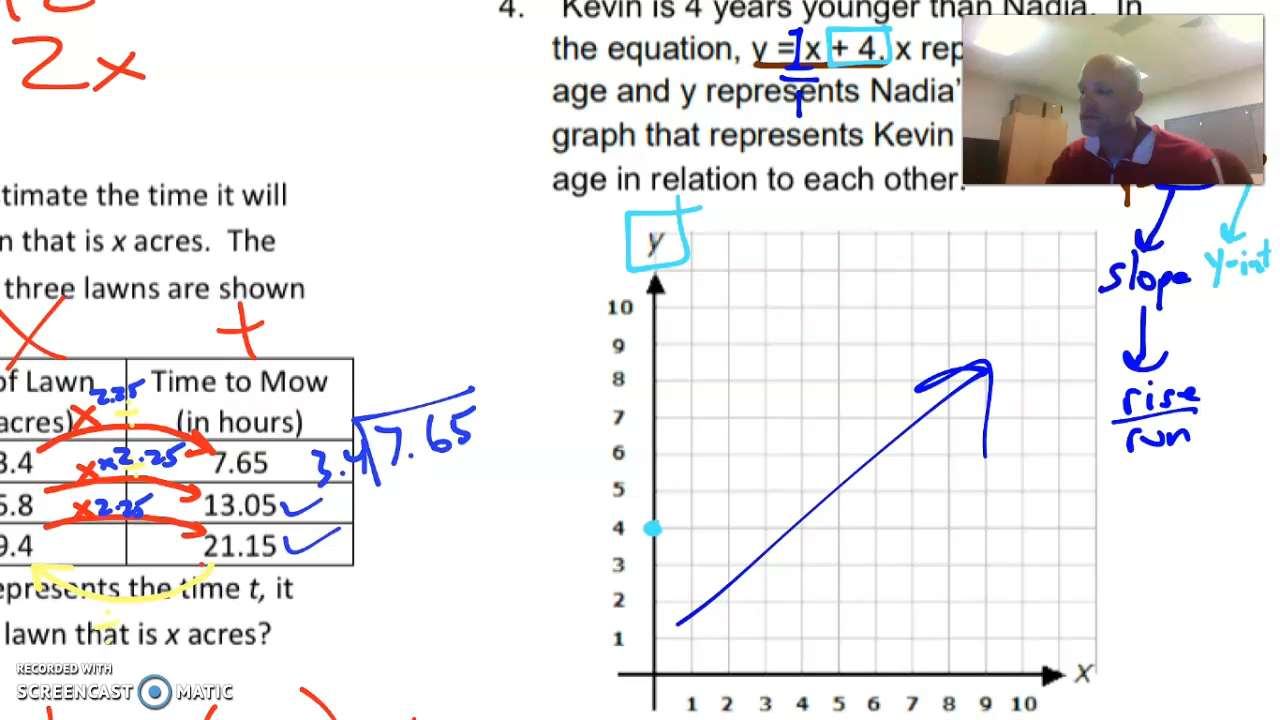 2x
timate the time it will
n that is x acres. The
three lawns are shown
of Lawn Time to Mow
acres) (in hours)
3.4 7.65
5.8 13.05
9.4 21.15
x 2.25
x x2.25
x 2.25
3.4 7.65
epresents the time t, it
lawn that is x acres?
RECORDED WITH
SCREENCAST MATIC
4. Kevin is 4 years younger than Nadia. In
the equation, y = 1x + 4. x rep
1
age and y represents Nadia'
graph that represents Kevin
age in relation to each other.
y
10
9
8
7
6
5
4
3
2
1
1 2 3 4 5 6 7 8 9 10
x
slope y-int
rise
run